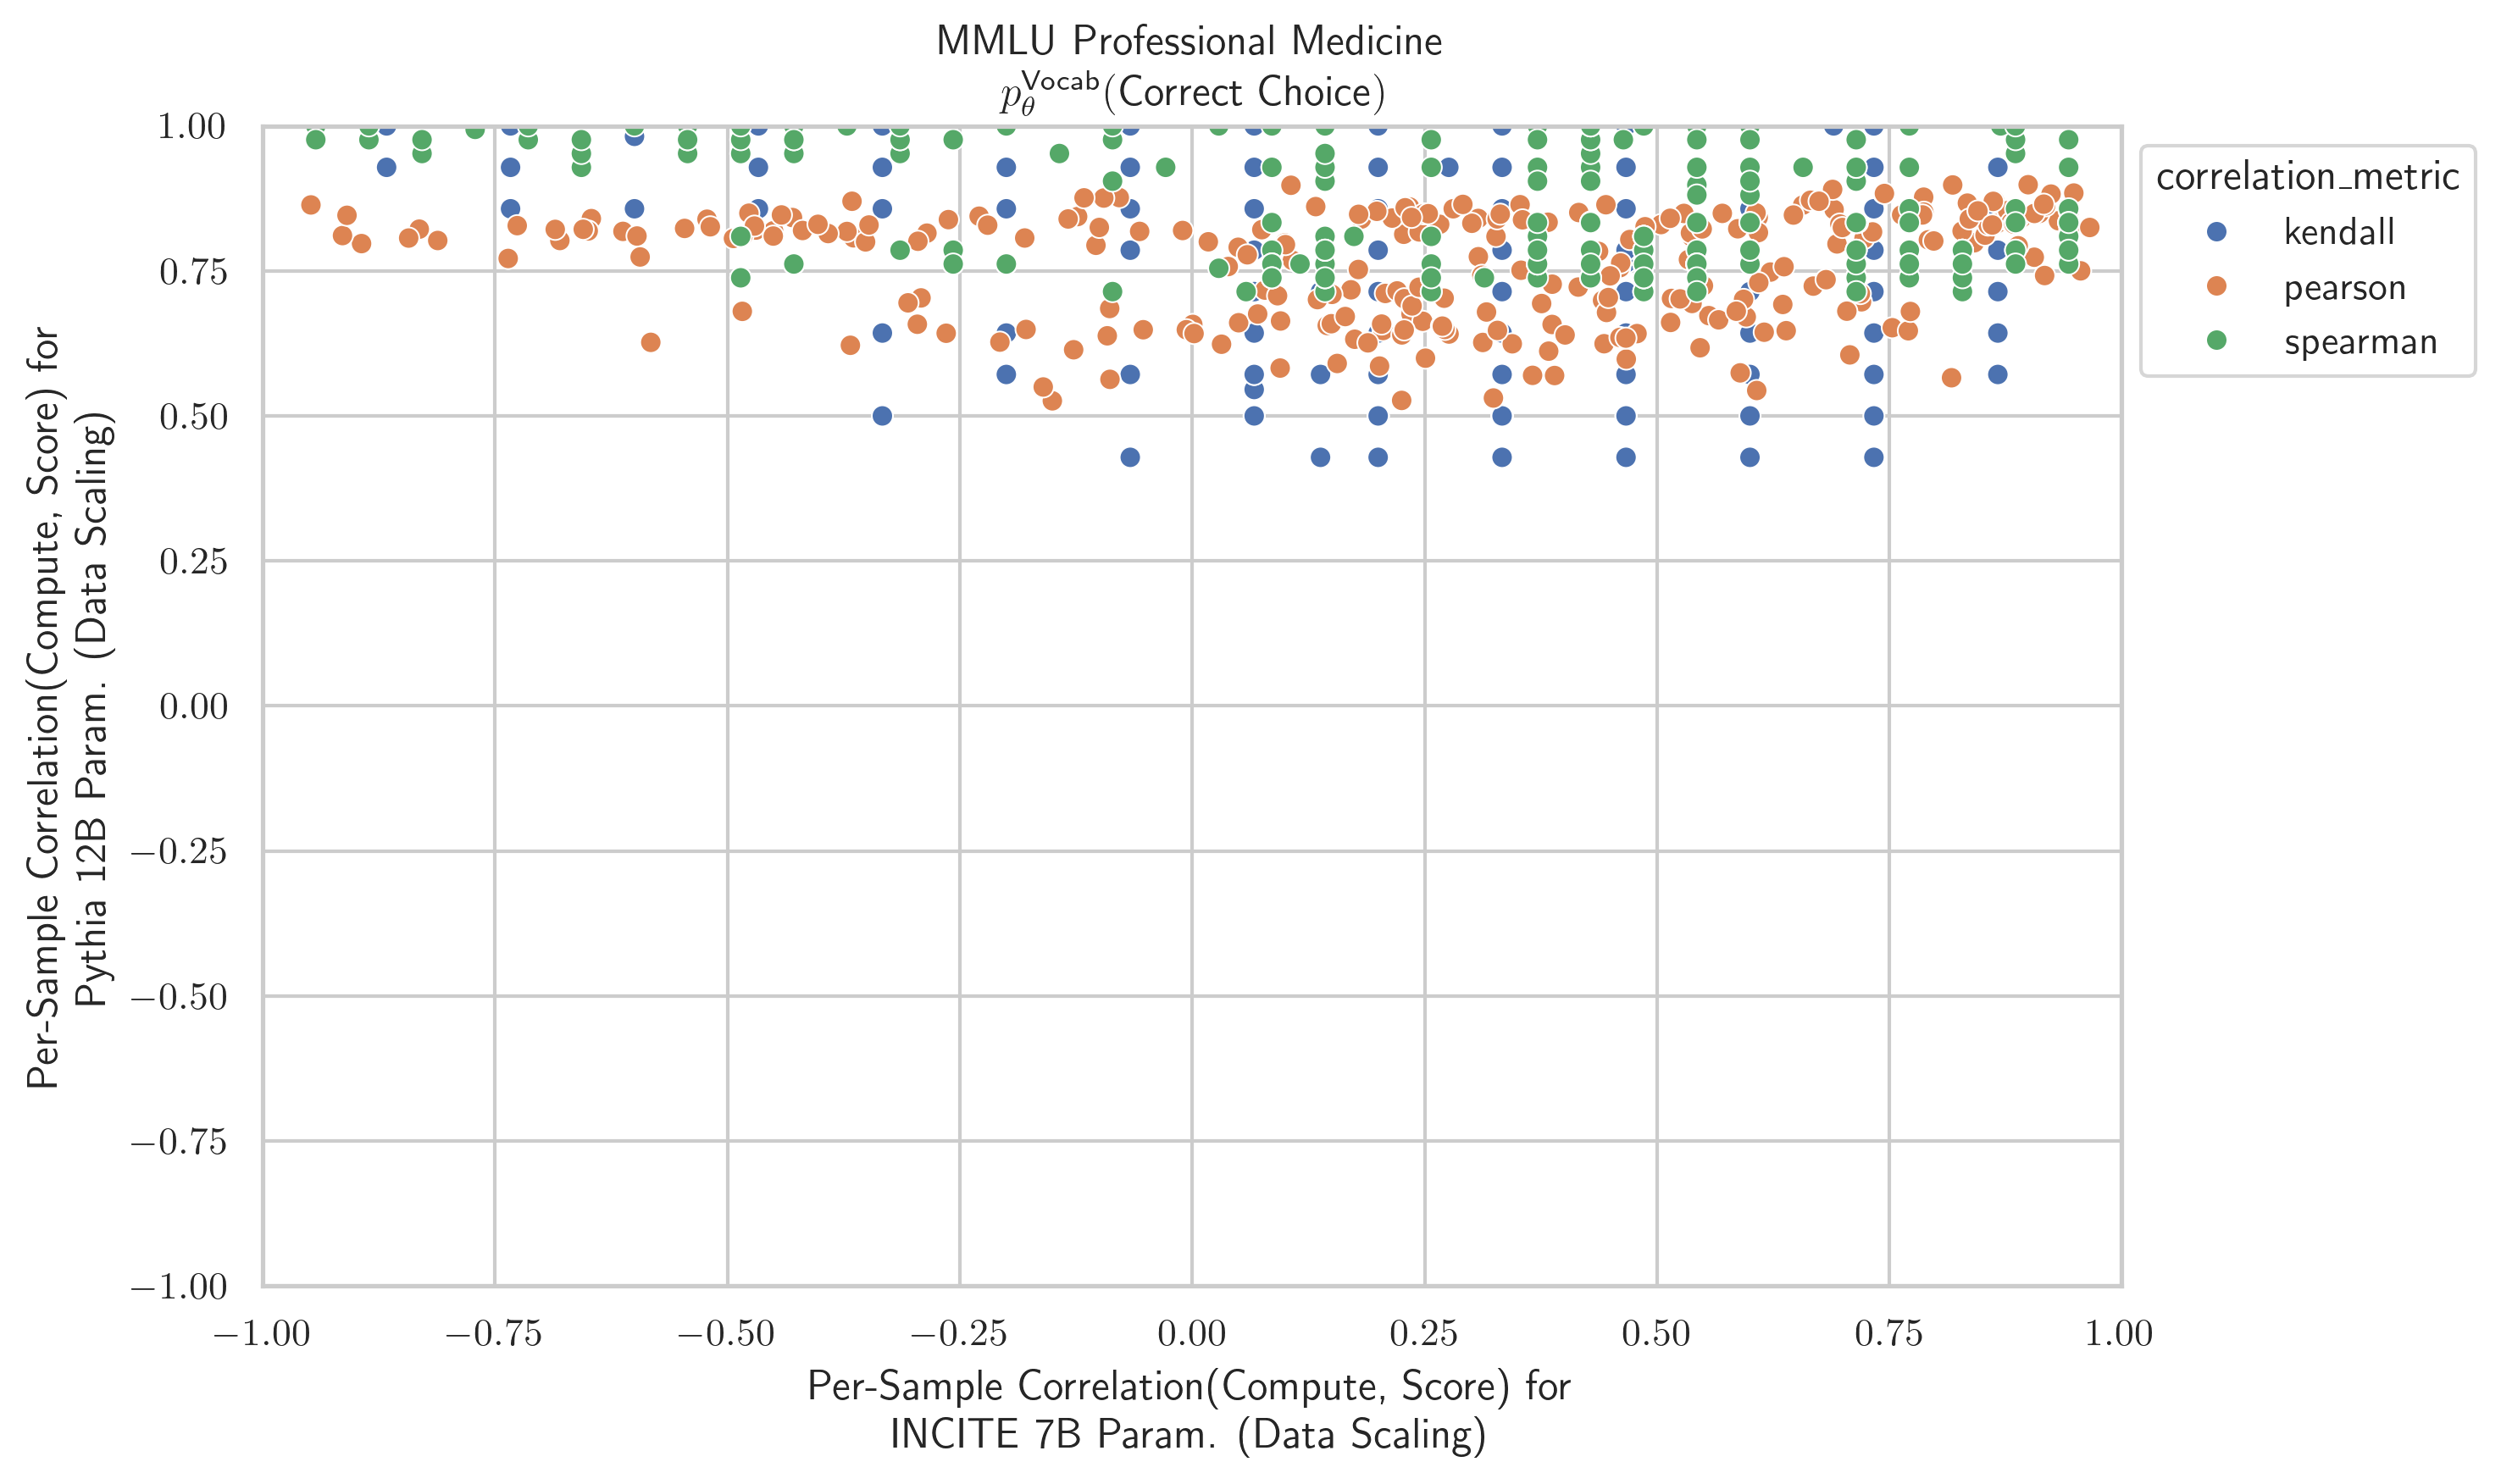 MMLU Professional Medicine
p_θ^Vocab(Correct Choice)
1.00
0.75
0.50
0.25
0.00
−0.25
−0.50
−0.75
−1.00
Per-Sample Correlation(Compute, Score) for
Pythia 12B Param. (Data Scaling)
−1.00 −0.75 −0.50 −0.25 0.00 0.25 0.50 0.75 1.00
Per-Sample Correlation(Compute, Score) for
INCITE 7B Param. (Data Scaling)
correlation_metric
kendall
pearson
spearman